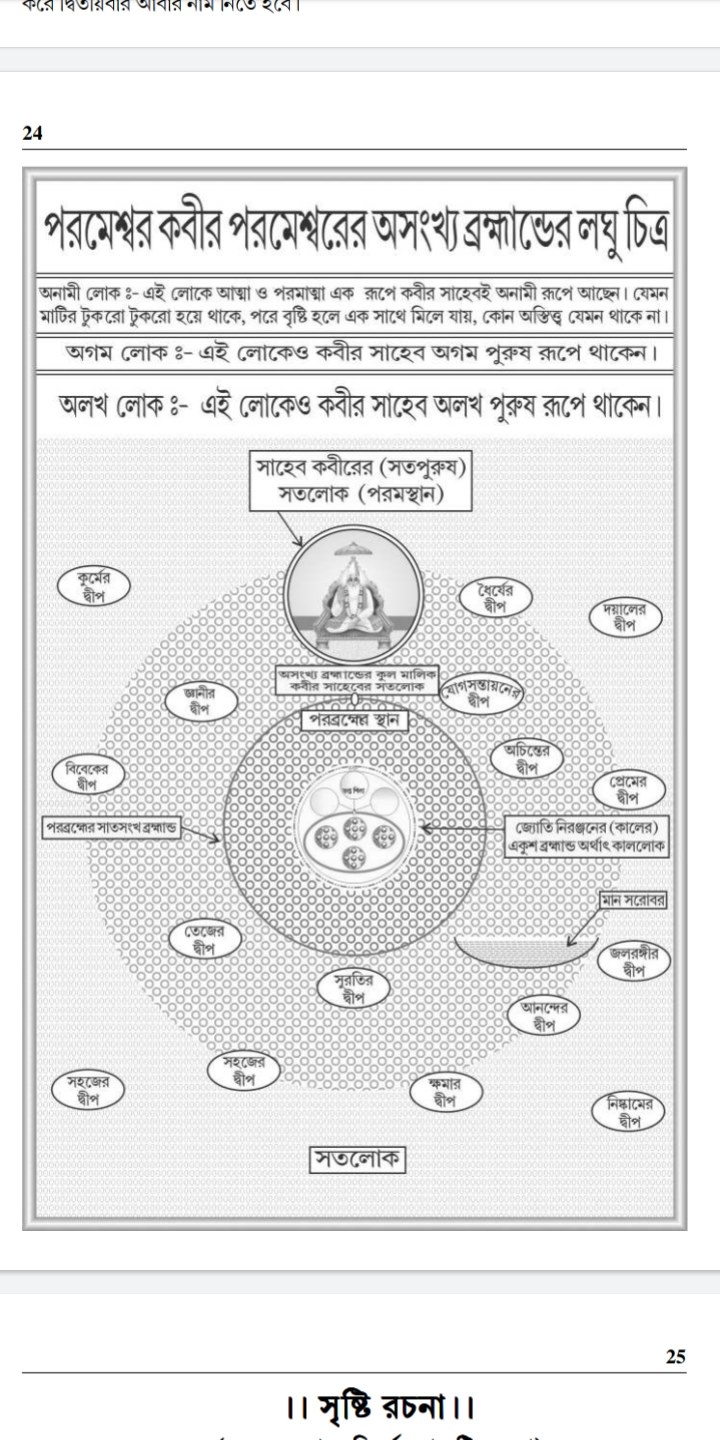 করে দ্বিতীয়বার আবার নাম নিতে হবে।
24
পরমেশ্বর কবীর পরমেশ্বরের অসংখ্য ব্রহ্মান্ডের লঘু চিত্র
অনামী লোক ঃ- এই লোকে আত্মা ও পরমাত্মা এক রূপে কবীর সাহেবই অনামী রূপে আছেন। যেমন
মাটির টুকরো টুকরো হয়ে থাকে, পরে বৃষ্টি হলে এক সাথে মিলে যায়, কোন অস্তিত্ব যেমন থাকে না।
অগম লোক ঃ- এই লোকেও কবীর সাহেব অগম পুরুষ রূপে থাকেন।
অলখ লোক ঃ- এই লোকেও কবীর সাহেব অলখ পুরুষ রূপে থাকেন।
সাহেব কবীরের (সতপুরুষ)
সতলোক (পরমস্থান)
কুর্মের
দ্বীপ
ধৈর্যের
দ্বীপ
দয়ালের
দ্বীপ
অসংখ্য ব্রহ্মান্ডের কুল মালিক
কবীর সাহেবের সতলোক
জ্ঞানীর
দ্বীপ
যোগসন্তায়নের
দ্বীপ
পরব্রহ্মের স্থান
অচিন্তের
দ্বীপ
বিবেকের
দ্বীপ
প্রেমের
দ্বীপ
পরব্রহ্মের সাতসংখ ব্রহ্মান্ড
জ্যোতি নিরঞ্জনের (কালের)
একুশ ব্রহ্মান্ড অর্থাৎ কাললোক
মান সরোবর
তেজের
দ্বীপ
জলরঙ্গীর
দ্বীপ
সুরতির
দ্বীপ
আনন্দের
দ্বীপ
সহজের
দ্বীপ
সহজের
দ্বীপ
ক্ষমার
দ্বীপ
নিষ্কামের
দ্বীপ
সতলোক
25
।। সৃষ্টি রচনা।।